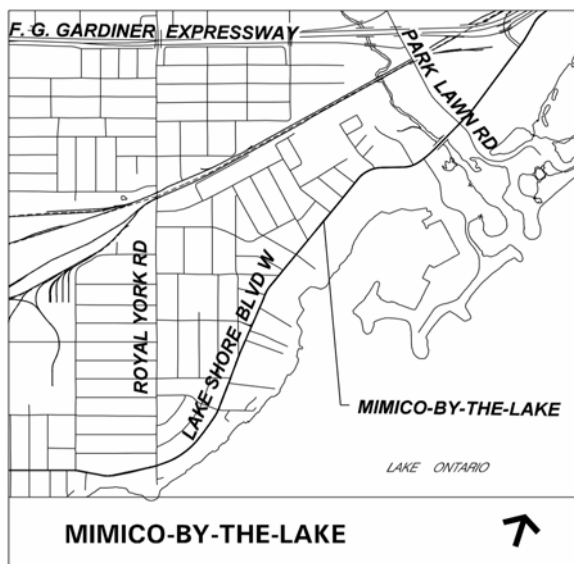 F. G. GARDINER EXPRESSWAY
PARK LAWN RD
ROYAL YORK RD
LAKE SHORE BLVD W
MIMICO-BY-THE-LAKE
LAKE ONTARIO
MIMICO-BY-THE-LAKE